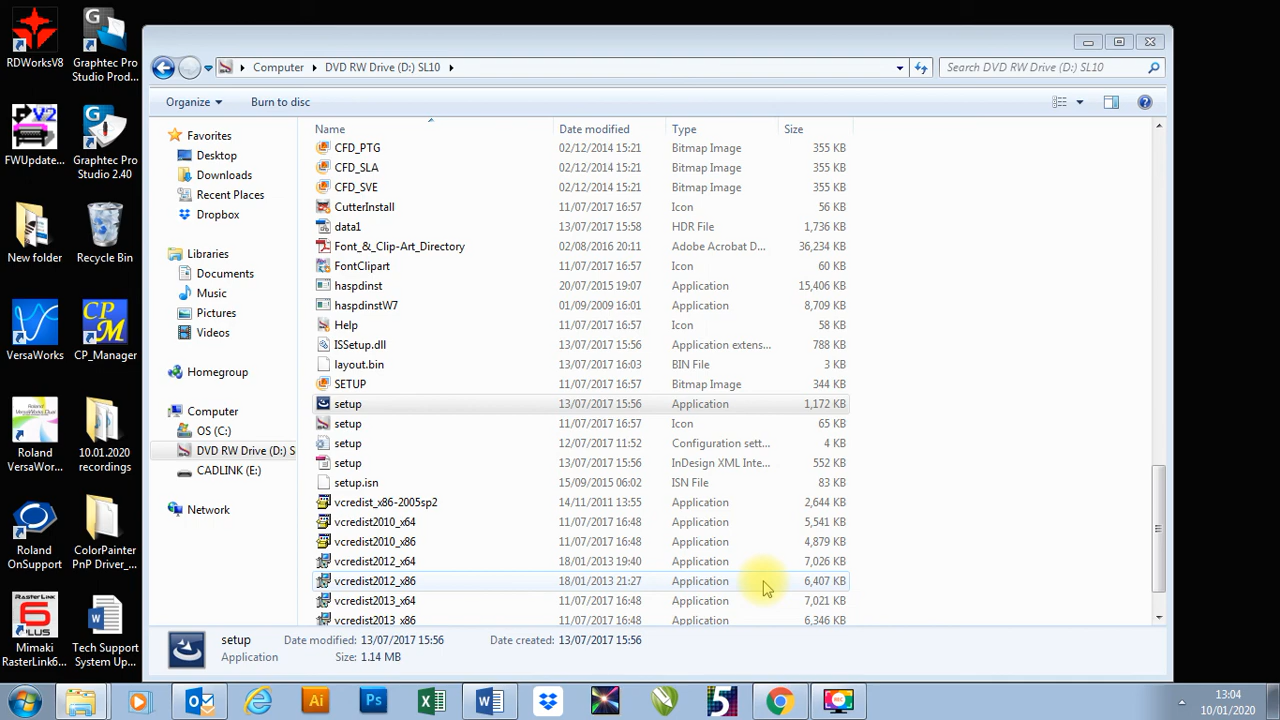 RDWorksV8
Graphtec Pro Studio Prod...
FWUpdate...
Graphtec Pro Studio 2.40
New folder
Recycle Bin
VersaWorks
CP_Manager
Roland VersaWor...
10.01.2020 recordings
Roland OnSupport
ColorPainter PnP Driver_...
Mimaki RasterLink6...
Tech Support System Up...
Computer DVD RW Drive (D:) SL10
Search DVD RW Drive (D:) SL10
Organize Burn to disc
Favorites
Desktop
Downloads
Recent Places
Dropbox
Libraries
Documents
Music
Pictures
Videos
Homegroup
Computer
OS (C:)
DVD RW Drive (D:) S
CADLINK (E:)
Network
Name Date modified Type Size
CFD_PTG 02/12/2014 15:21 Bitmap Image 355 KB
CFD_SLA 02/12/2014 15:21 Bitmap Image 355 KB
CFD_SVE 02/12/2014 15:21 Bitmap Image 355 KB
CutterInstall 11/07/2017 16:57 Icon 56 KB
data1 13/07/2017 15:58 HDR File 1,736 KB
Font_&_Clip-Art_Directory 02/08/2016 20:11 Adobe Acrobat D... 36,234 KB
FontClipart 11/07/2017 16:57 Icon 60 KB
haspdinst 20/07/2015 19:07 Application 15,406 KB
haspdinstW7 01/09/2009 16:01 Application 8,709 KB
Help 11/07/2017 16:57 Icon 58 KB
ISSetup.dll 13/07/2017 15:56 Application extens... 788 KB
layout.bin 13/07/2017 16:03 BIN File 3 KB
SETUP 11/07/2017 16:57 Bitmap Image 344 KB
setup 13/07/2017 15:56 Application 1,172 KB
setup 11/07/2017 16:57 Icon 65 KB
setup 12/07/2017 11:52 Configuration sett... 4 KB
setup 13/07/2017 15:56 InDesign XML Inte... 552 KB
setup.isn 15/09/2015 06:02 ISN File 83 KB
vcredist_x86-2005sp2 14/11/2011 13:55 Application 2,644 KB
vcredist2010_x64 11/07/2017 16:48 Application 5,541 KB
vcredist2010_x86 11/07/2017 16:48 Application 4,879 KB
vcredist2012_x64 18/01/2013 19:40 Application 7,026 KB
vcredist2012_x86 18/01/2013 21:27 Application 6,407 KB
vcredist2013_x64 11/07/2017 16:48 Application 7,021 KB
vcredist2013_x86 11/07/2017 16:48 Application 6,346 KB
setup Date modified: 13/07/2017 15:56 Date created: 13/07/2017 15:56
Application Size: 1.14 MB
13:04
10/01/2020